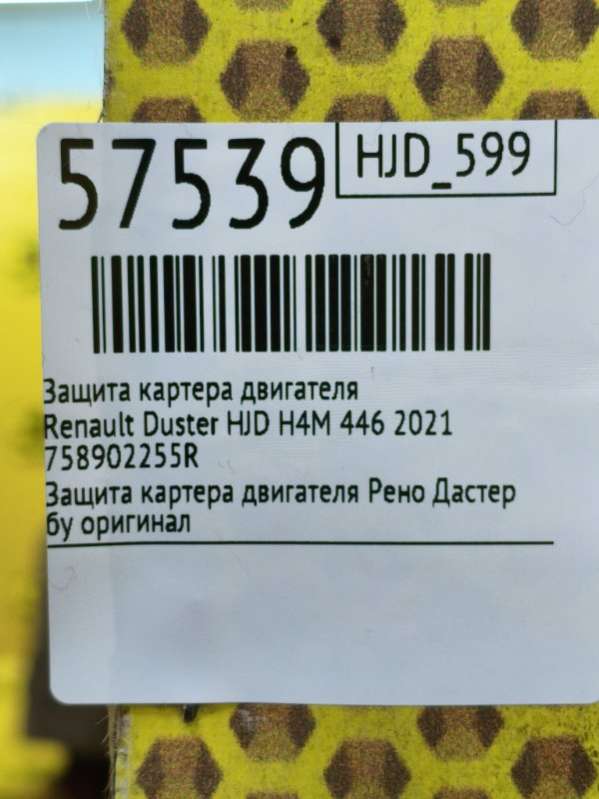 57539
HJD_599
Защита картера двигателя
Renault Duster HJD H4M 446 2021
758902255R
Защита картера двигателя Рено Дастер
бу оригинал